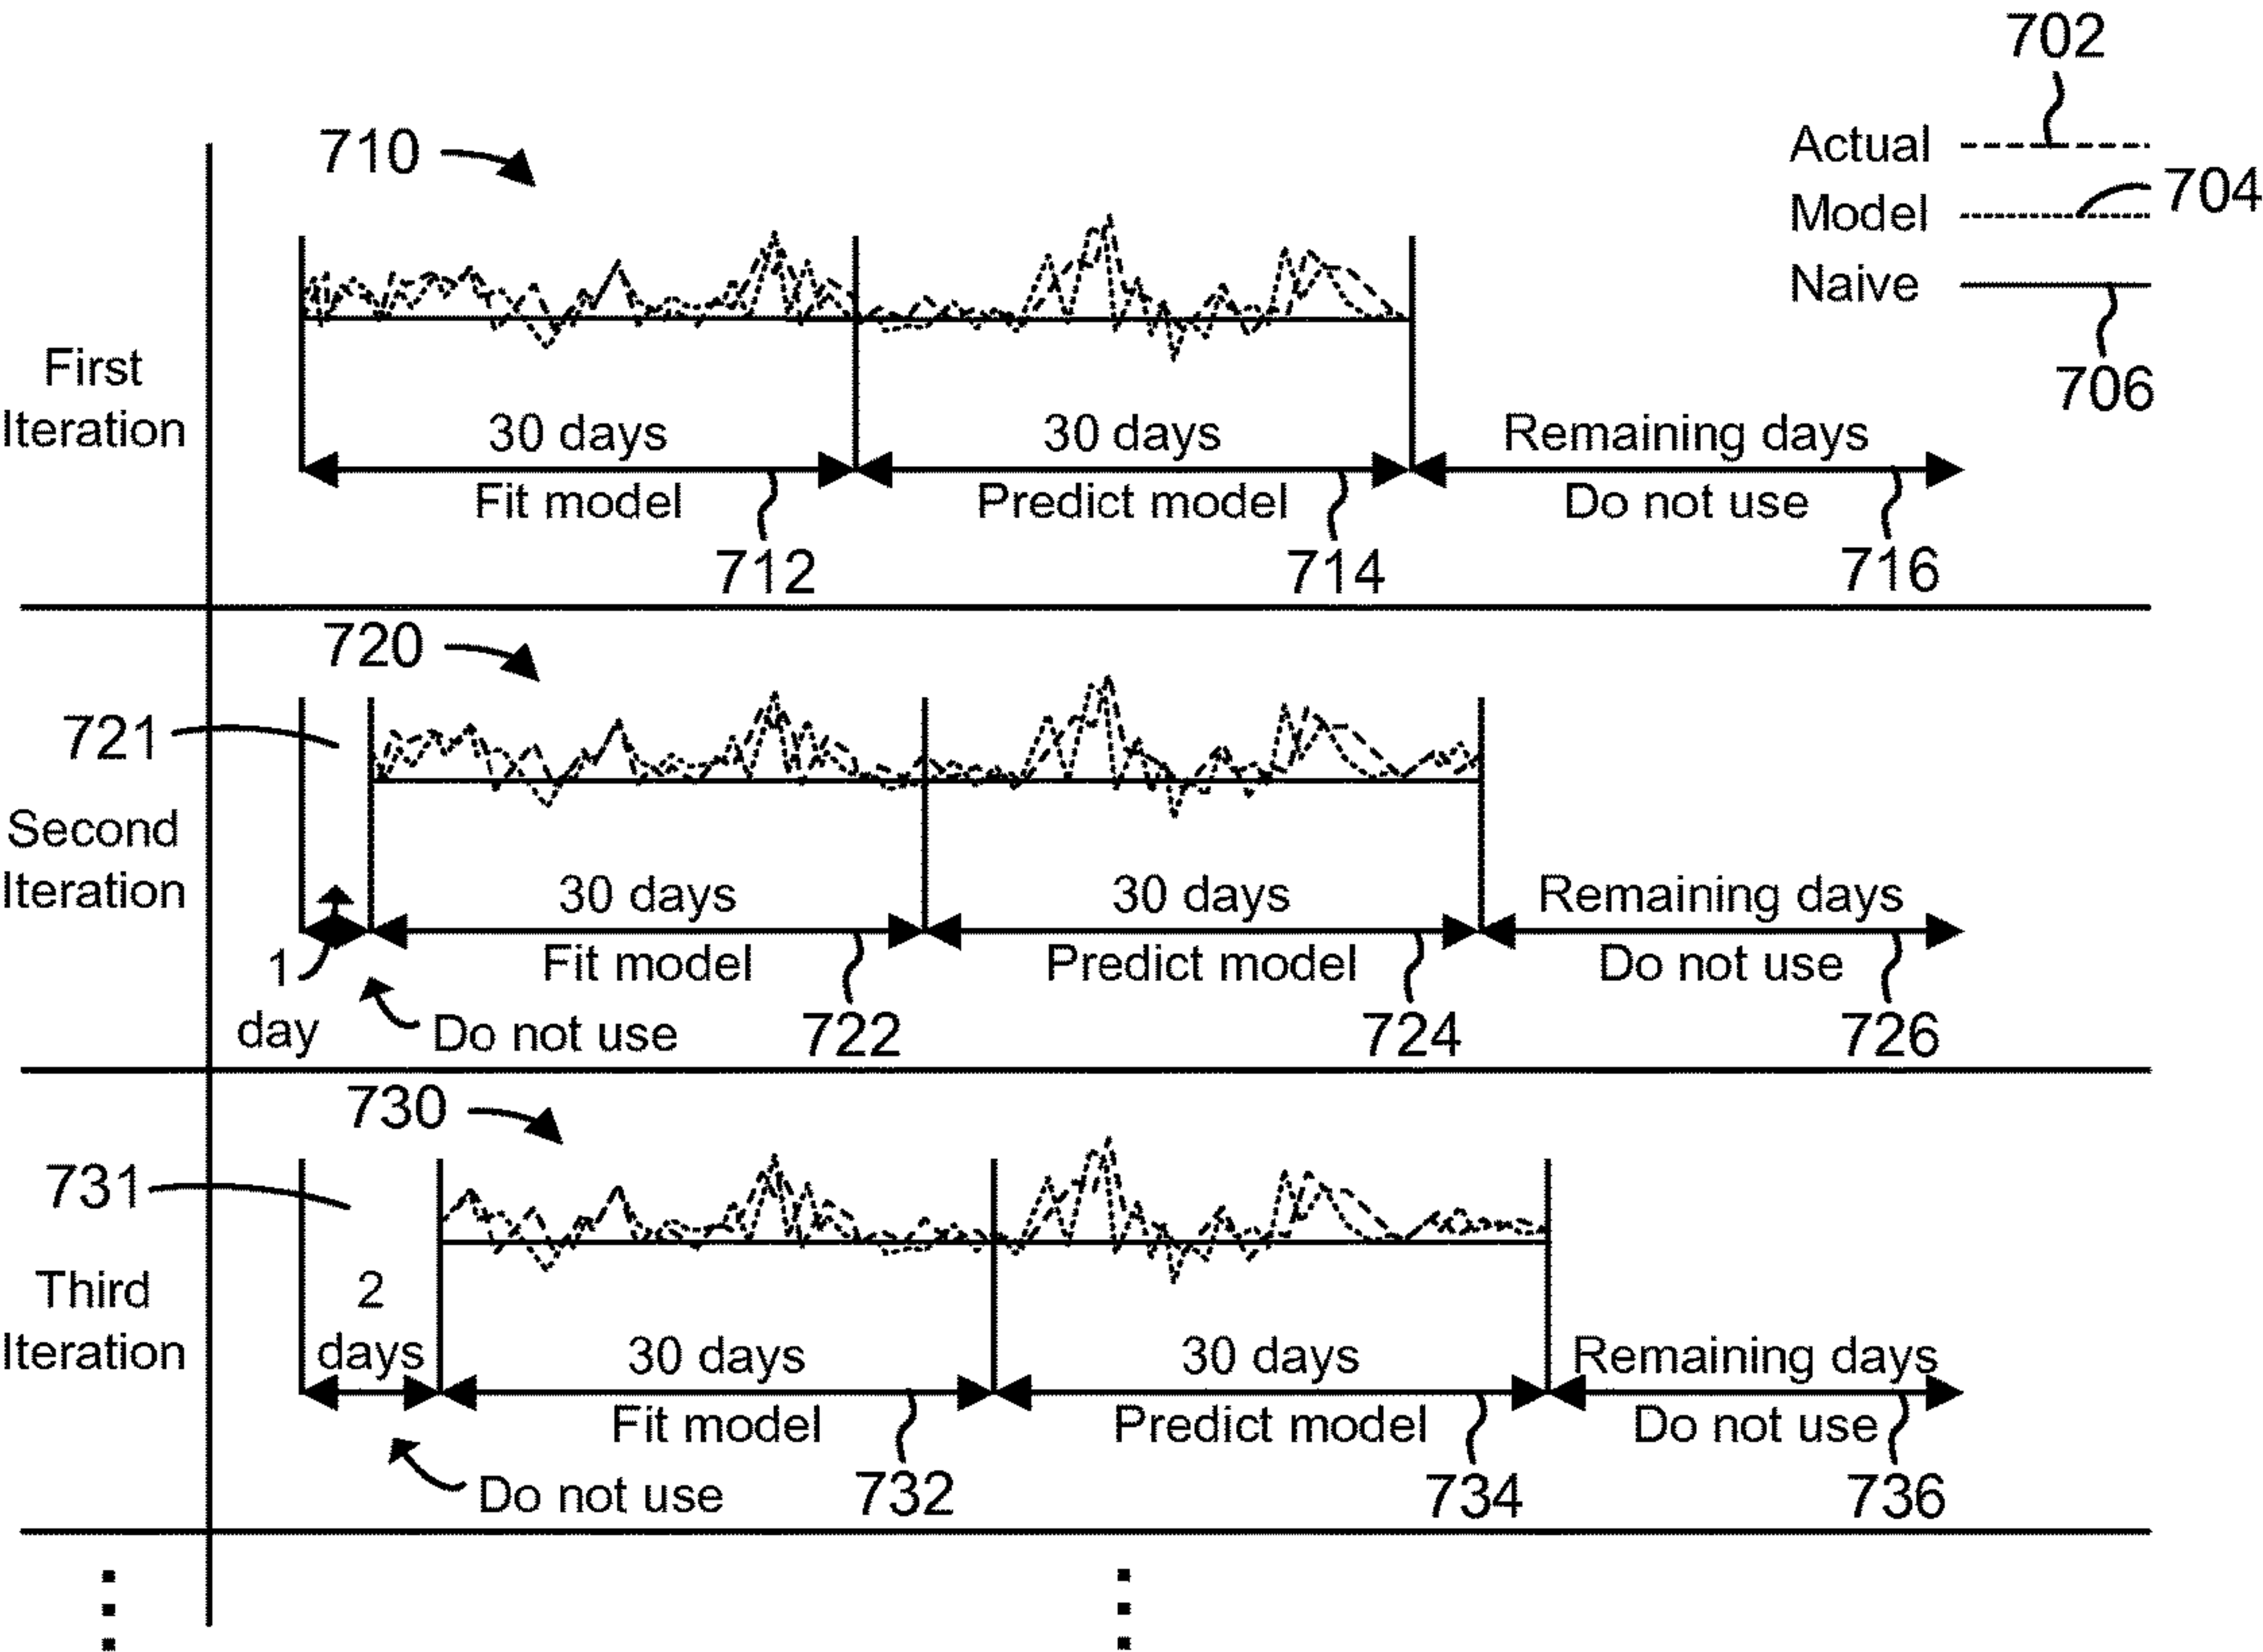 702
Actual
704
Model
Naive
706
710
First
Iteration
30 days
30 days
Remaining days
Fit model
Predict model
Do not use
712
714
716
720
721
Second
Iteration
30 days
30 days
Remaining days
Fit model
Predict model
Do not use
1
day
Do not use
722
724
726
730
731
Third
Iteration
2
days
30 days
30 days
Remaining days
Fit model
Predict model
Do not use
Do not use
732
734
736